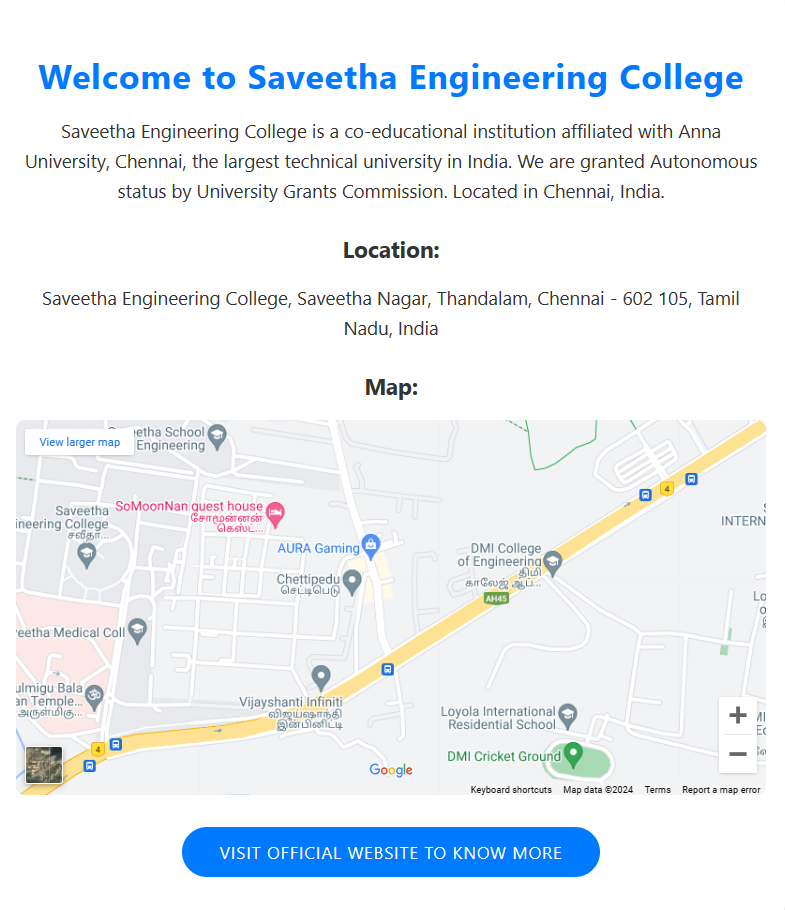 Welcome to Saveetha Engineering College
Saveetha Engineering College is a co-educational institution affiliated with Anna
University, Chennai, the largest technical university in India. We are granted Autonomous
status by University Grants Commission. Located in Chennai, India.
Location:
Saveetha Engineering College, Saveetha Nagar, Thandalam, Chennai - 602 105, Tamil
Nadu, India
Map:
View larger map
eetha School
Engineering
Saveetha
ineering College
சவீதா...
SoMoonNan guest house
சோமூன்னன்
கெஸ்ட்...
AURA Gaming
Chettipedu
செட்டிபெடு
DMI College
of Engineering
திமி
காலேஜ் ஆப்...
4
INTERN
AH45
eetha Medical Coll
ulmigu Bala
an Temple...
அருள்மிகு...
Vijayshanti Infiniti
விஜய்ஷாந்தி
இன்பினிட்டி
Loyola International
Residential School
DMI Cricket Ground
4
Google
Keyboard shortcuts Map data ©2024 Terms Report a map error
VISIT OFFICIAL WEBSITE TO KNOW MORE